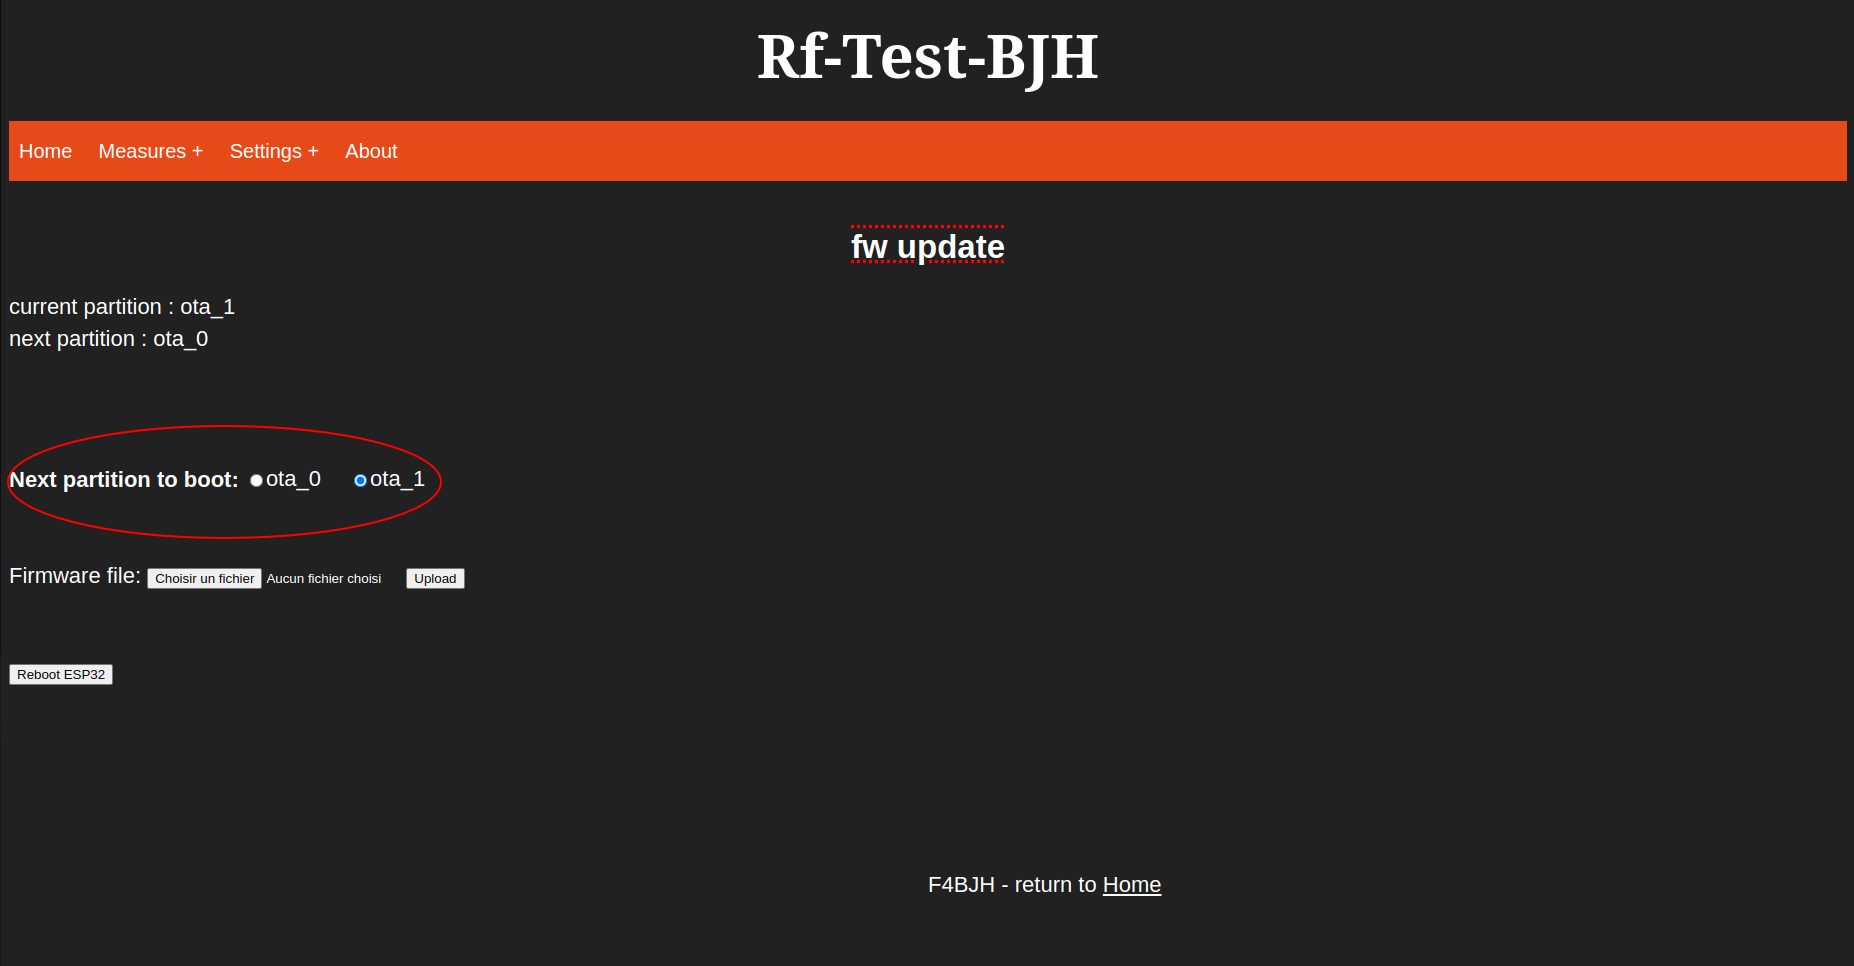 Rf-Test-BJH
Home Measures + Settings + About
fw update
current partition : ota_1
next partition : ota_0
Next partition to boot: ota_0 ota_1
Firmware file: Choisir un fichier Aucun fichier choisi Upload
Reboot ESP32
F4BJH - return to Home